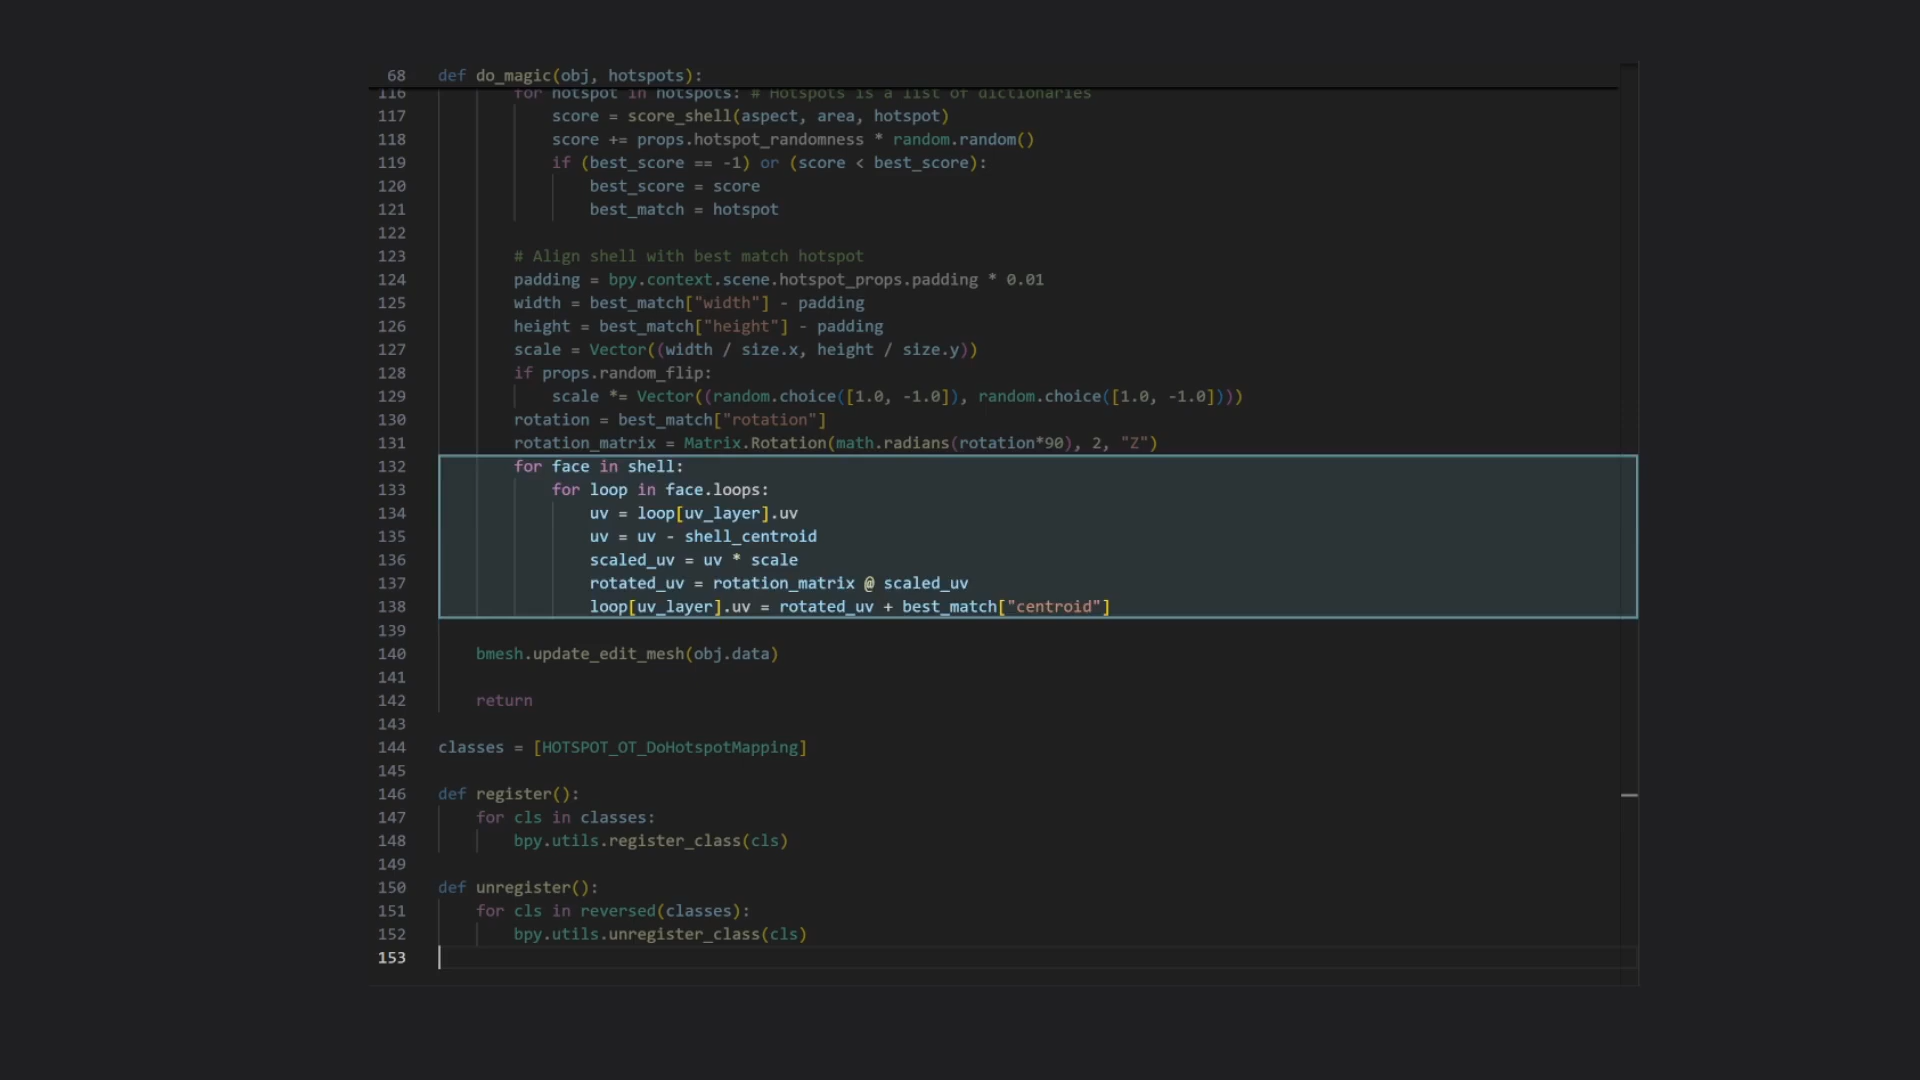 68 def do_magic(obj, hotspots):
116 for hotspot in hotspots: # Hotspots is a list of dictionaries
117 score = score_shell(aspect, area, hotspot)
118 score += props.hotspot_randomness * random.random()
119 if (best_score == -1) or (score < best_score):
120 best_score = score
121 best_match = hotspot
122
123 # Align shell with best match hotspot
124 padding = bpy.context.scene.hotspot_props.padding * 0.01
125 width = best_match["width"] - padding
126 height = best_match["height"] - padding
127 scale = Vector((width / size.x, height / size.y))
128 if props.random_flip:
129 scale *= Vector((random.choice([1.0, -1.0]), random.choice([1.0, -1.0])))
130 rotation = best_match["rotation"]
131 rotation_matrix = Matrix.Rotation(math.radians(rotation*90), 2, "Z")
132 for face in shell:
133 for loop in face.loops:
134 uv = loop[uv_layer].uv
135 uv = uv - shell_centroid
136 scaled_uv = uv * scale
137 rotated_uv = rotation_matrix @ scaled_uv
138 loop[uv_layer].uv = rotated_uv + best_match["centroid"]
139
140 bmesh.update_edit_mesh(obj.data)
141
142 return
143
144 classes = [HOTSPOT_OT_DoHotspotMapping]
145
146 def register():
147 for cls in classes:
148 bpy.utils.register_class(cls)
149
150 def unregister():
151 for cls in reversed(classes):
152 bpy.utils.unregister_class(cls)
153